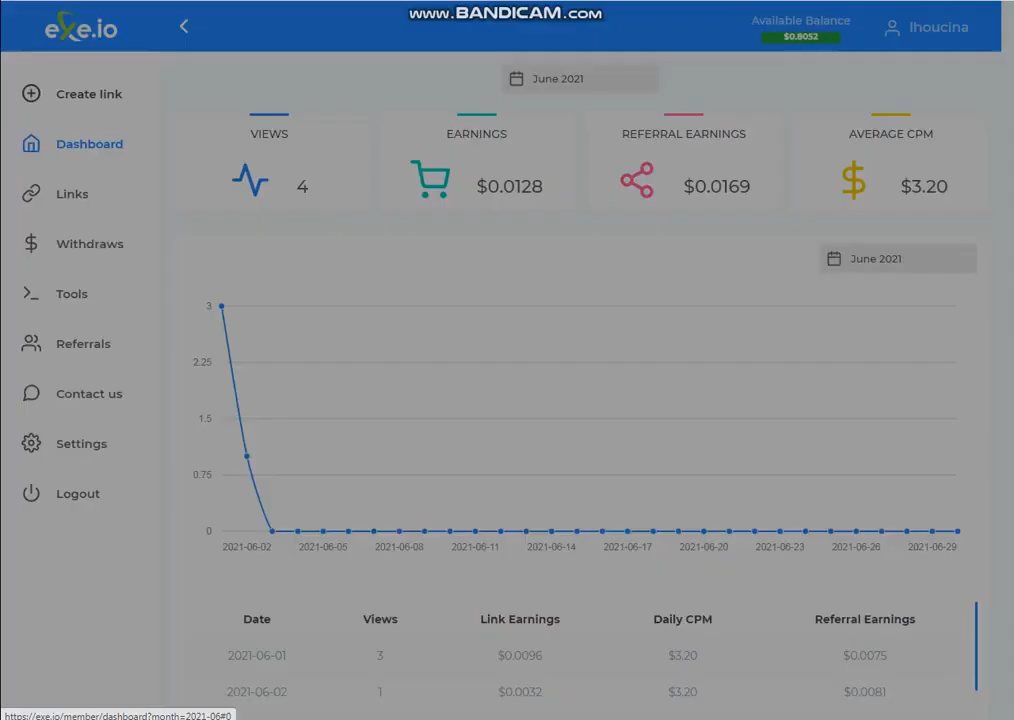 www.BANDICAM.com
exe.io
Available Balance
$0.8052
lhoucina
Create link
Dashboard
Links
Withdraws
Tools
Referrals
Contact us
Settings
Logout
June 2021
VIEWS
4
EARNINGS
$0.0128
REFERRAL EARNINGS
$0.0169
AVERAGE CPM
$3.20
June 2021
3
2.25
1.5
0.75
0
2021-06-02 2021-06-05 2021-06-08 2021-06-11 2021-06-14 2021-06-17 2021-06-20 2021-06-23 2021-06-26 2021-06-29
Date Views Link Earnings Daily CPM Referral Earnings
2021-06-01 3 $0.0096 $3.20 $0.0075
2021-06-02 1 $0.0032 $3.20 $0.0081
https://exe.io/member/dashboard?month=2021-06#0